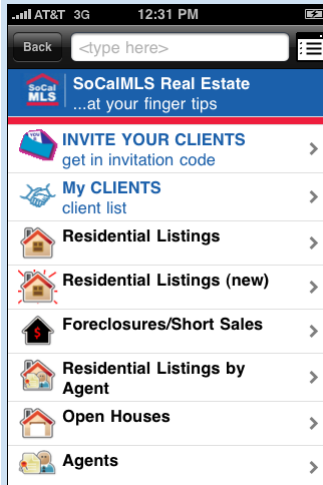 AT&T 3G 12:31 PM
Back <type here>
SoCal
MLS
SoCalMLS Real Estate
...at your finger tips
INVITE YOUR CLIENTS
get in invitation code
My CLIENTS
client list
Residential Listings
Residential Listings (new)
$
Foreclosures/Short Sales
Residential Listings by
Agent
Open Houses
Agents